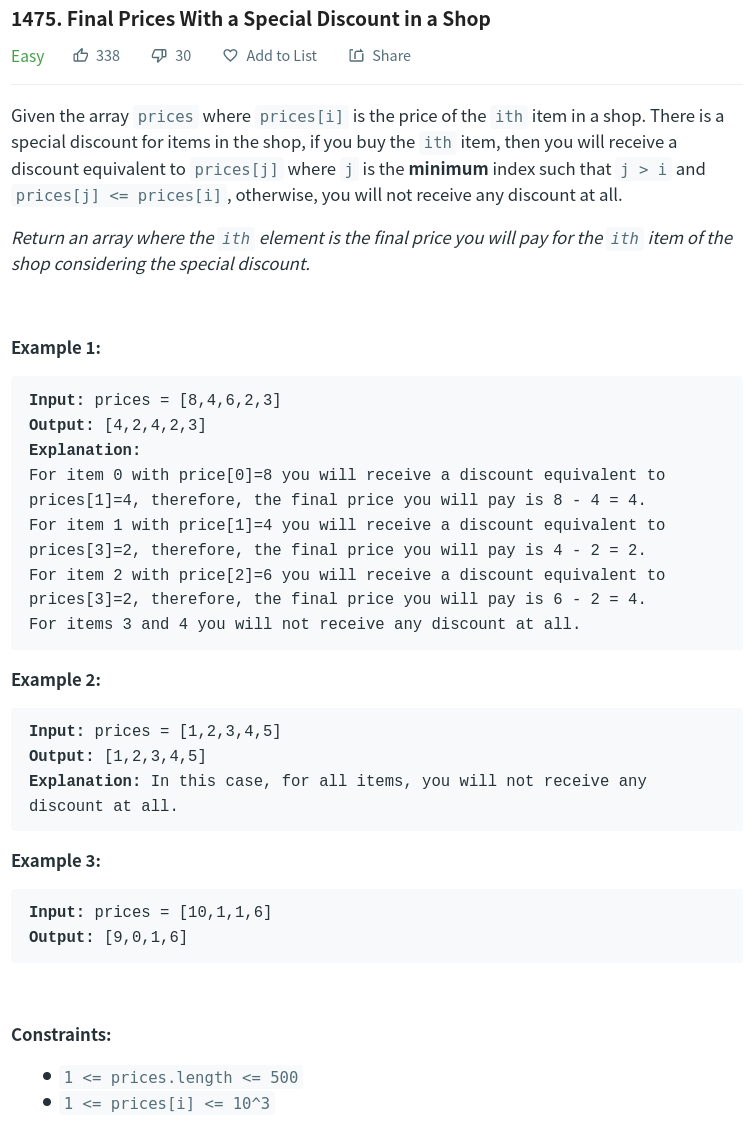 1475. Final Prices With a Special Discount in a Shop
Easy 338 30 Add to List Share
Given the array prices where prices[i] is the price of the ith item in a shop. There is a
special discount for items in the shop, if you buy the ith item, then you will receive a
discount equivalent to prices[j] where j is the minimum index such that j > i and
prices[j] <= prices[i], otherwise, you will not receive any discount at all.
Return an array where the ith element is the final price you will pay for the ith item of the
shop considering the special discount.
Example 1:
Input: prices = [8,4,6,2,3]
Output: [4,2,4,2,3]
Explanation:
For item 0 with price[0]=8 you will receive a discount equivalent to
prices[1]=4, therefore, the final price you will pay is 8 - 4 = 4.
For item 1 with price[1]=4 you will receive a discount equivalent to
prices[3]=2, therefore, the final price you will pay is 4 - 2 = 2.
For item 2 with price[2]=6 you will receive a discount equivalent to
prices[3]=2, therefore, the final price you will pay is 6 - 2 = 4.
For items 3 and 4 you will not receive any discount at all.
Example 2:
Input: prices = [1,2,3,4,5]
Output: [1,2,3,4,5]
Explanation: In this case, for all items, you will not receive any
discount at all.
Example 3:
Input: prices = [10,1,1,6]
Output: [9,0,1,6]
Constraints:
1 <= prices.length <= 500
1 <= prices[i] <= 10^3